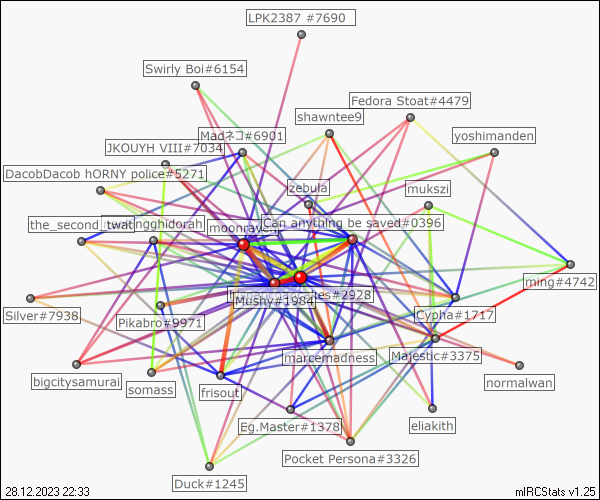 LPK2387 #7690
Swirly Boi#6154
Fedora Stoat#4479
shawntee9
Madネコ#6901
yoshimanden
JKOUYH VIII#7034
DacobDacob hORNY police#5271
zebula
mukszi
the_second_twat
ngghidorah
moonraven
Can anything be saved#0396
ming#4742
es#2928
Musny#1984
Silver#7938
Pikabro#9971
Cypha#1717
marcemadness
Majestic#3375
bigcitysamurai
somass
frisout
normalwan
Eg.Master#1378
eliakith
Pocket Persona#3326
Duck#1245
28.12.2023 22:33
mIRCStats v1.25